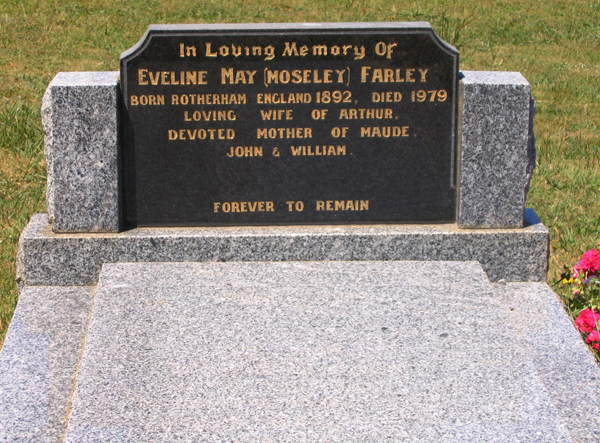 In Loving Memory Of
EVELINE MAY (MOSELEY) FARLEY
BORN ROTHERHAM ENGLAND 1892, DIED 1979
LOVING WIFE OF ARTHUR.
DEVOTED MOTHER OF MAUDE,
JOHN & WILLIAM.
FOREVER TO REMAIN